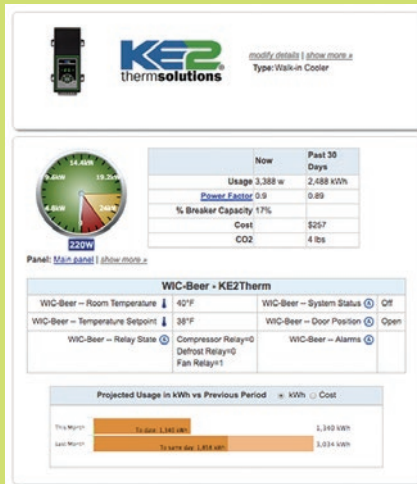 KE2
thermsolutions
modify details | show more »
Type: Walk-in Cooler
14.4kW
9.6kW
19.2kW
4.8kW
24kW
220W
Now
Past 30 Days
Usage 3,388 w 2,488 kWh
Power Factor 0.9 0.89
% Breaker Capacity 17%
Cost $257
CO2 4 lbs
Panel: Main panel | show more »
WIC-Beer - KE2Therm
WIC-Beer -- Room Temperature 40°F WIC-Beer -- System Status Off
WIC-Beer -- Temperature Setpoint 38°F WIC-Beer -- Door Position Open
WIC-Beer -- Relay State Compressor Relay=0 WIC-Beer -- Alarms
Defrost Relay=0
Fan Relay=1
Projected Usage in kWh vs Previous Period kWh Cost
This Month To date: 1,340 kWh 1,340 kWh
Last Month To same day: 1,858 kWh 3,034 kWh